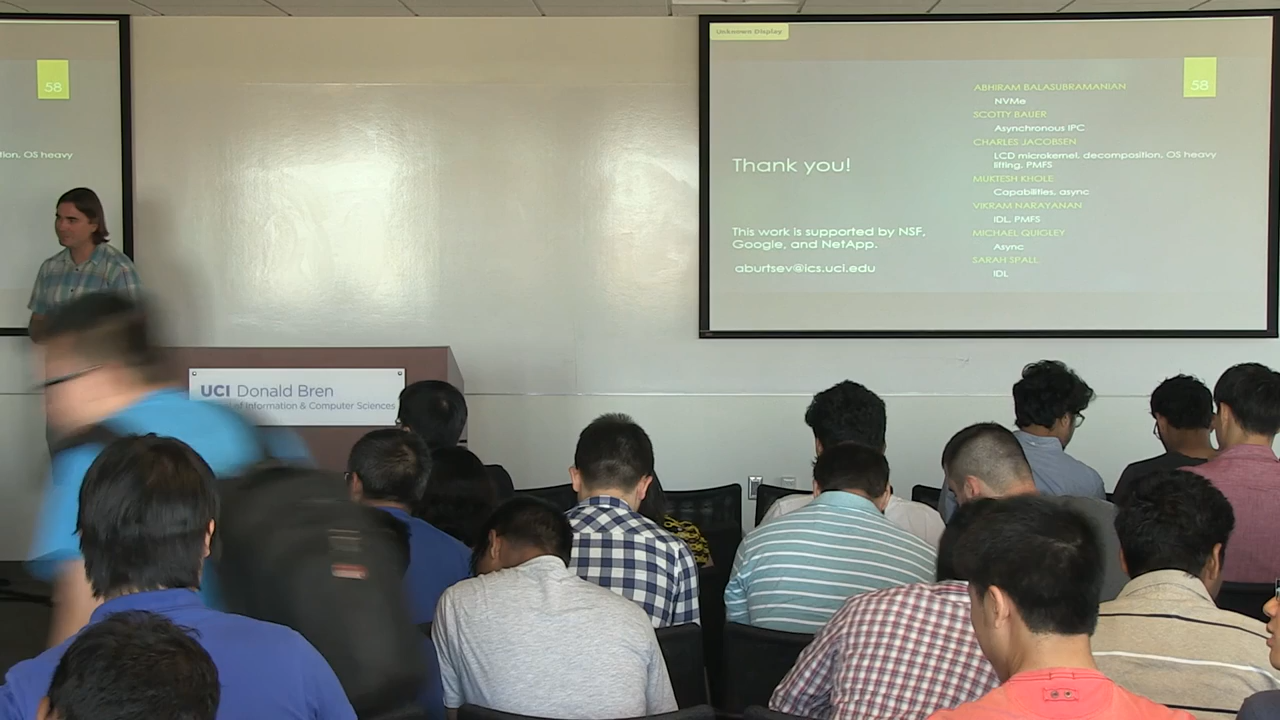 58
tion, OS heavy
Unknown Display
58
Thank you!
This work is supported by NSF,
Google, and NetApp.
aburtsev@ics.uci.edu
ABHIRAM BALASUBRAMANIAN
NVMe
SCOTTY BAUER
Asynchronous IPC
CHARLES JACOBSEN
LCD microkernel, decomposition, OS heavy
lifting, PMFS
MUKTESH KHOLE
Capabilities, async
VIKRAM NARAYANAN
IDL, PMFS
MICHAEL QUIGLEY
Async
SARAH SPALL
IDL
UCI Donald Bren
of Information & Computer Sciences